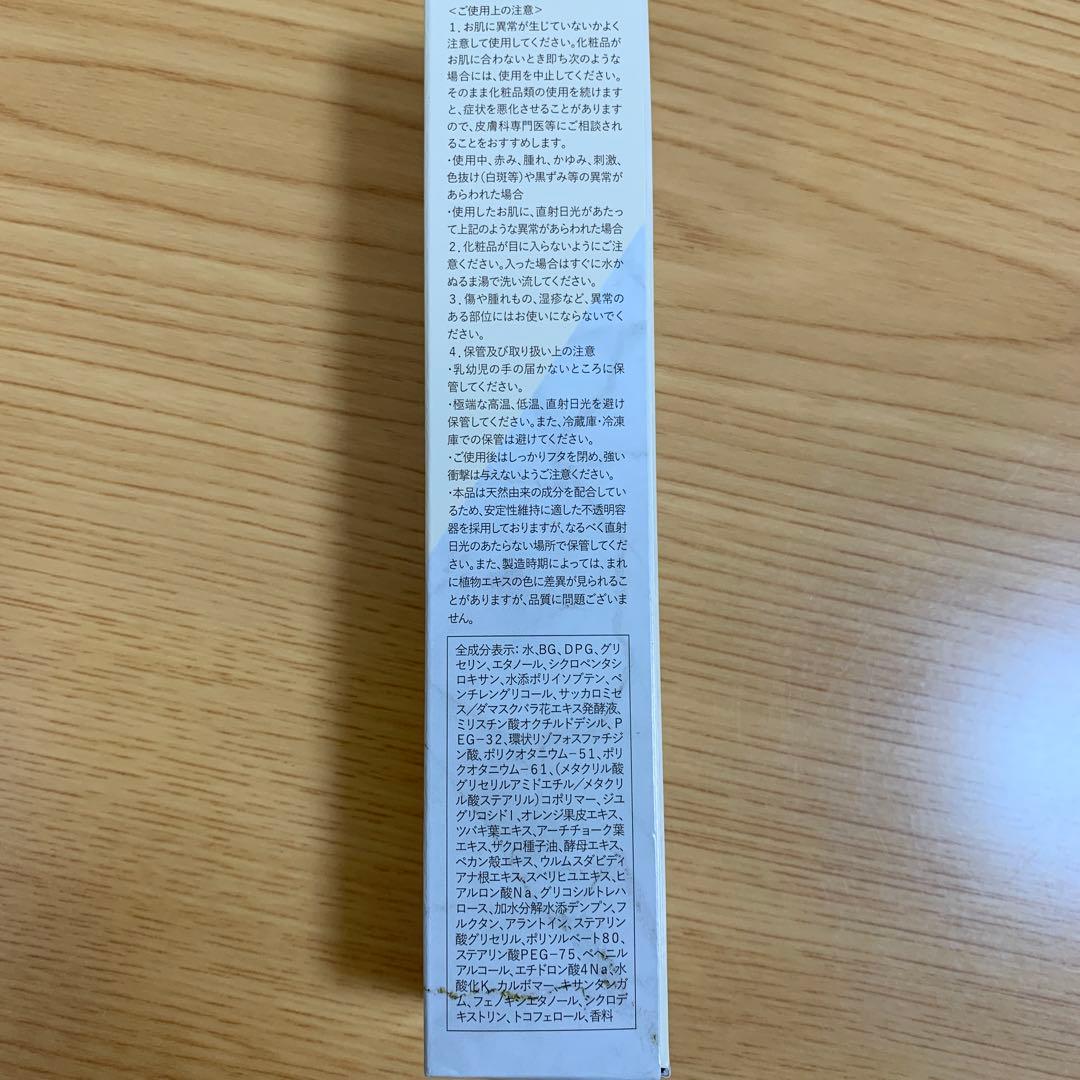 <ご使用上の注意>
1.お肌に異常が生じていないかよく
注意して使用してください。化粧品が
お肌に合わないとき即ち次のような
場合には、使用を中止してください。
そのまま化粧品類の使用を続けます
と、症状を悪化させることがあります
ので、皮膚科専門医等にご相談され
ることをおすすめします。
・使用中、赤み、腫れ、かゆみ、刺激、
色抜け(白斑等)や黒ずみ等の異常が
あらわれた場合
・使用したお肌に、直射日光があたっ
て上記のような異常があらわれた場合
2.化粧品が目に入らないようにご注
意ください。入った場合はすぐに水か
ぬるま湯で洗い流してください。
3.傷や腫れもの、湿疹など、異常の
ある部位にはお使いにならないでく
ださい。
4.保管及び取り扱い上の注意
・乳幼児の手の届かないところに保
管してください。
・極端な高温、低温、直射日光を避け
保管してください。また、冷蔵庫・冷凍
庫での保管は避けてください。
・ご使用後はしっかりフタを閉め、強い
衝撃は与えないようご注意ください。
・本品は天然由来の成分を配合してい
るため、安定性維持に適した不透明容
器を採用しておりますが、なるべく直射
日光のあたらない場所で保管してくだ
さい。また、製造時期によっては、まれ
に植物エキスの色に差異が見られるこ
とがありますが、品質に問題ございま
せん。
全成分表示:水、BG、DPG、グリ
セリン、エタノール、シクロペンタシ
ロキサン、水添ポリイソブテン、ペ
ンチレングリコール、サッカロミセ
ス/ダマスクバラ花エキス発酵液、
ミリスチン酸オクチルドデシル、P
EG-32、環状リゾフォスファチジ
ン酸、ポリクオタニウム-51、ポリ
クオタニウム-61、(メタクリル酸
グリセリルアミドエチル/メタクリ
ル酸ステアリル)コポリマー、ジユ
グリコシド I、オレンジ果皮エキス、
ツバキ葉エキス、アーチチョーク葉
エキス、ザクロ種子油、酵母エキス、
ペカン殻エキス、ウルムスダビディ
アナ根エキス、スベリヒユエキス、ヒ
アルロン酸Na、グリコシルトレハ
ロース、加水分解水添デンプン、フ
ルクタン、アラントイン、ステアリン
酸グリセリル、ポリソルベート80、
ステアリン酸PEG-75、ベヘニル
アルコール、エチドロン酸4Na、水
酸化K、カルボマー、キサンタンガ
ム、フェノキシエタノール、シクロデ
キストリン、トコフェロール、香料